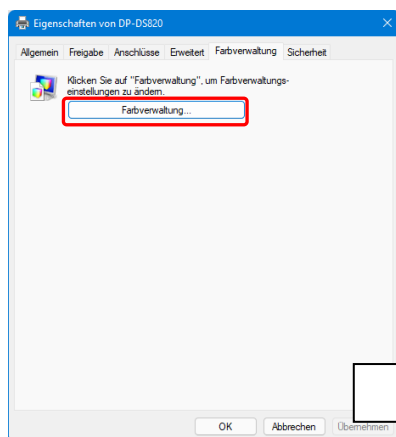 Eigenschaften von DP-DS820
Allgemein Freigabe Anschlüsse Erweitert Farbverwaltung Sicherheit
Klicken Sie auf "Farbverwaltung", um Farbverwaltungs-
einstellungen zu ändern.
Farbverwaltung...
OK Abbrechen Übernehmen